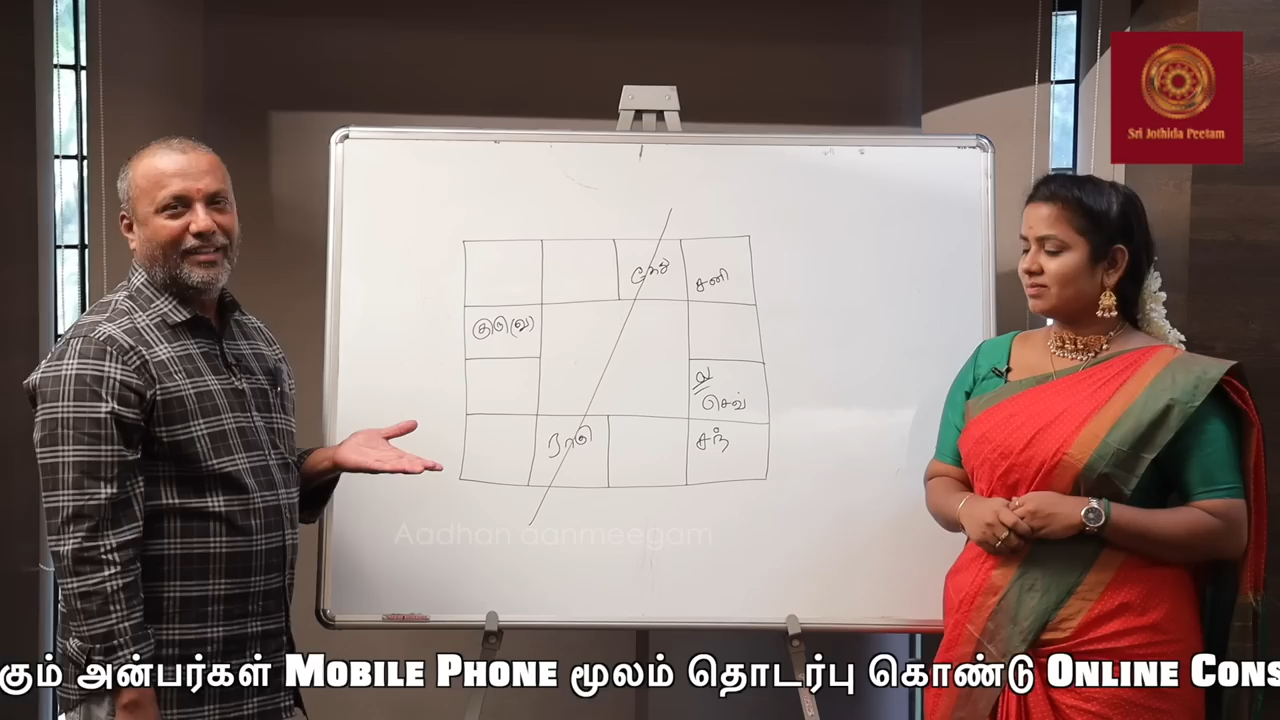 Sri Jothida Peetam
கேது
சனி
குரு(வ)
ல
செவ்
ராகு
சந்
Aadhan aanmeegam
கும் அன்பர்கள் MOBILE PHONE மூலம் தொடர்பு கொண்டு ONLINE CONS